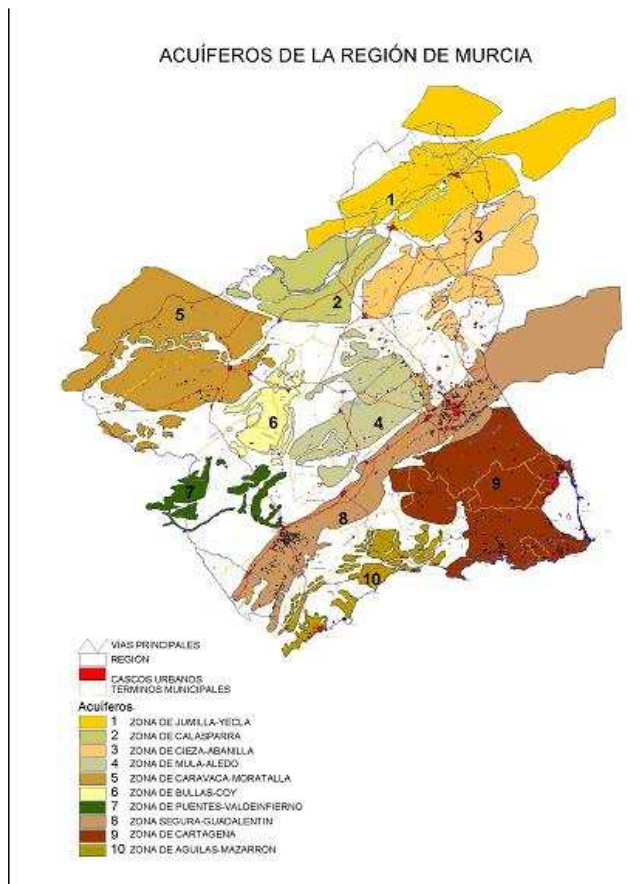 ACUÍFEROS DE LA REGIÓN DE MURCIA
1
3
2
5
4
6
9
7
8
10
VIAS PRINCIPALES
REGION
CASCOS URBANOS
TERMINOS MUNICIPALES
Acuíferos
1 ZONA DE JUMILLA-YECLA
2 ZONA DE CALASPARRA
3 ZONA DE CIEZA-ABANILLA
4 ZONA DE MULA-ALEDO
5 ZONA DE CARAVACA-MORATALLA
6 ZONA DE BULLAS-COY
7 ZONA DE PUENTES-VALDEINFIERNO
8 ZONA SEGURA-GUADALENTIN
9 ZONA DE CARTAGENA
10 ZONA DE AGUILAS-MAZARRON